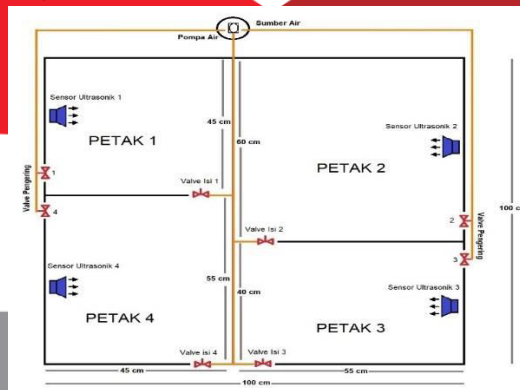 Sumber Air
Pompa Air
Sensor Ultrasonik 1
PETAK 1
45 cm
60 cm
Sensor Ultrasonik 2
PETAK 2
100 c
Valve Pengering
1
4
Valve Isi 1
Valve Isi 2
2
3
Valve Pengering
Sensor Ultrasonik 4
PETAK 4
55 cm
40 cm
Sensor Ultrasonik 3
PETAK 3
Valve isi 4
Valve Isi 3
45 cm
55 cm
100 cm